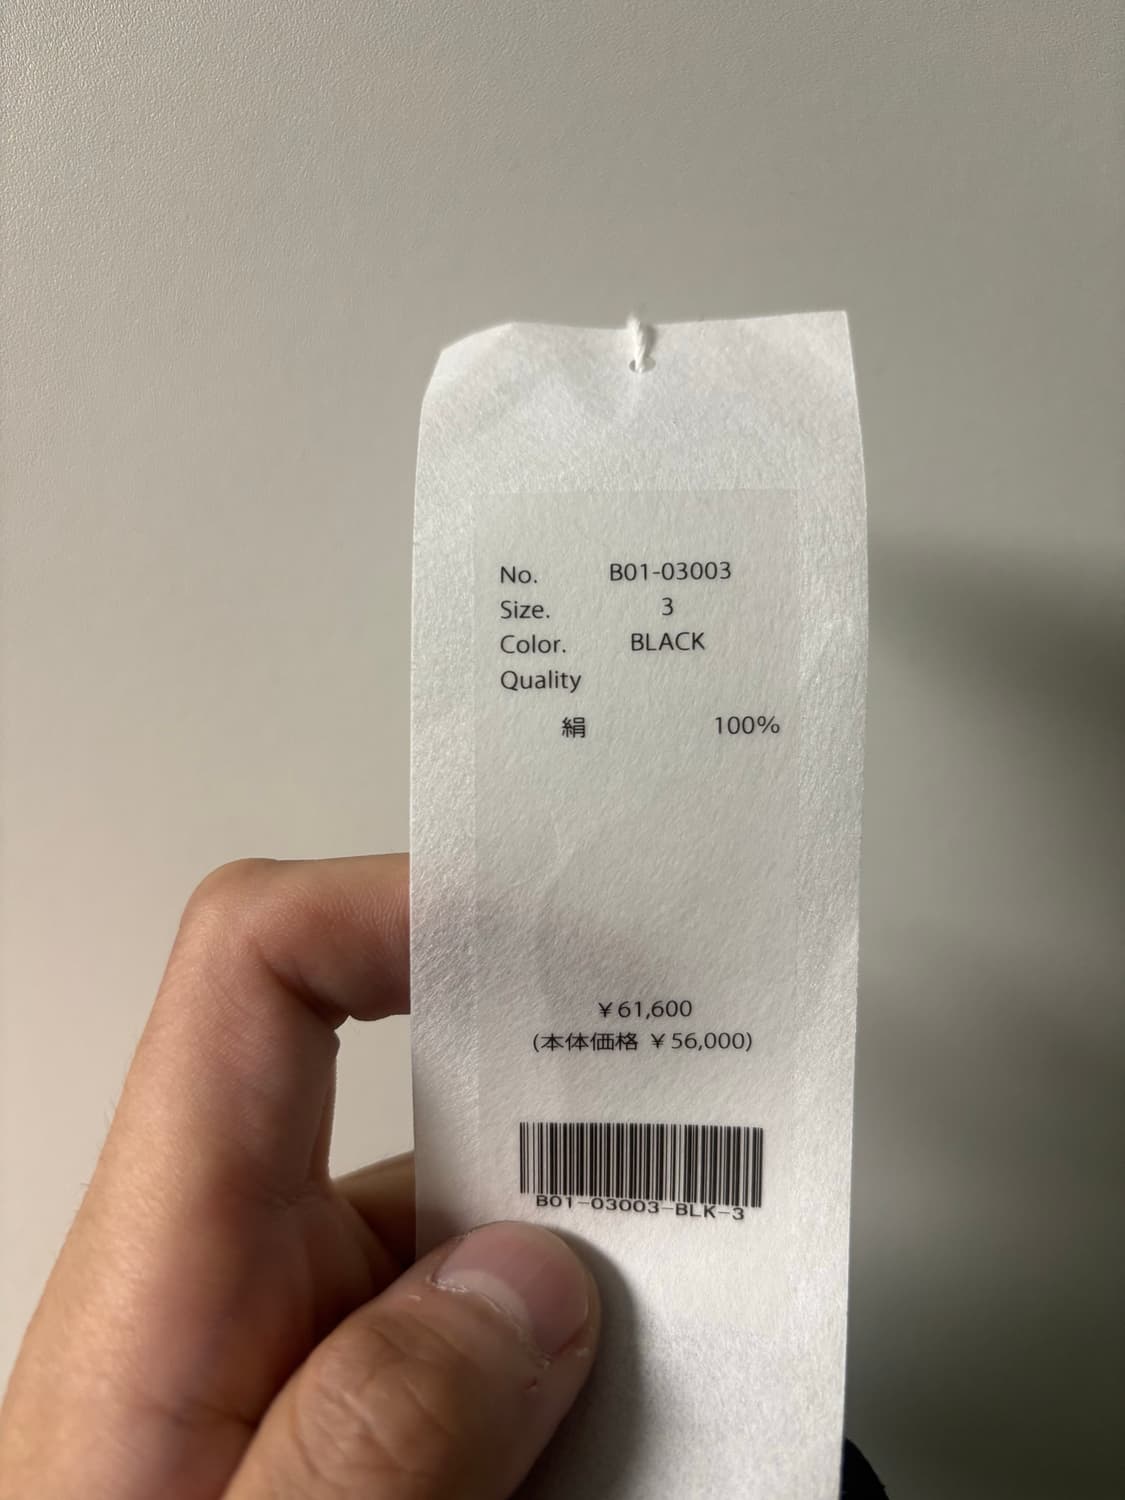 No. B01-03003
Size. 3
Color. BLACK
Quality
絹 100%
¥61,600
(本体価格 ¥56,000)
B01-03003-BLK-3